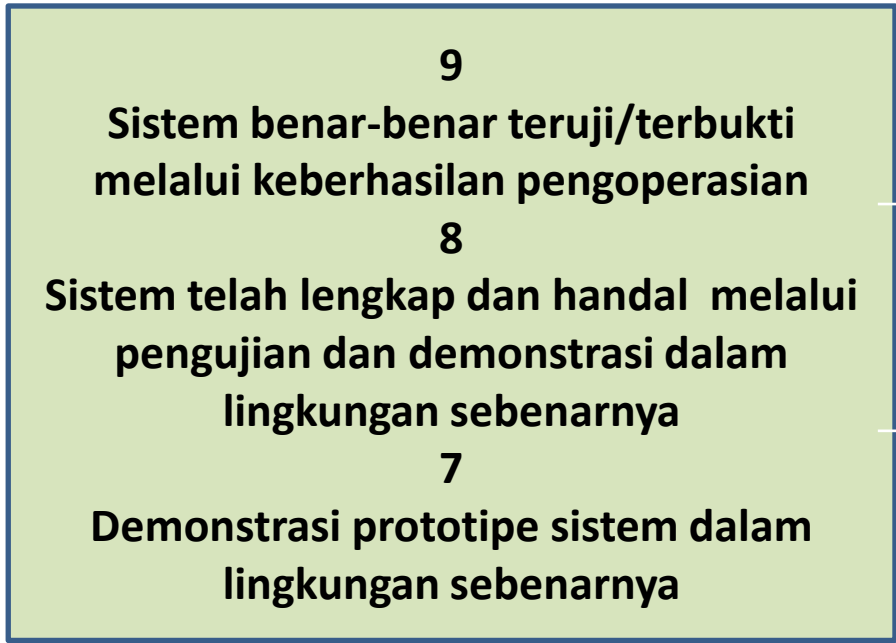 9
Sistem benar-benar teruji/terbukti
melalui keberhasilan pengoperasian
8
Sistem telah lengkap dan handal melalui
pengujian dan demonstrasi dalam
lingkungan sebenarnya
7
Demonstrasi prototipe sistem dalam
lingkungan sebenarnya